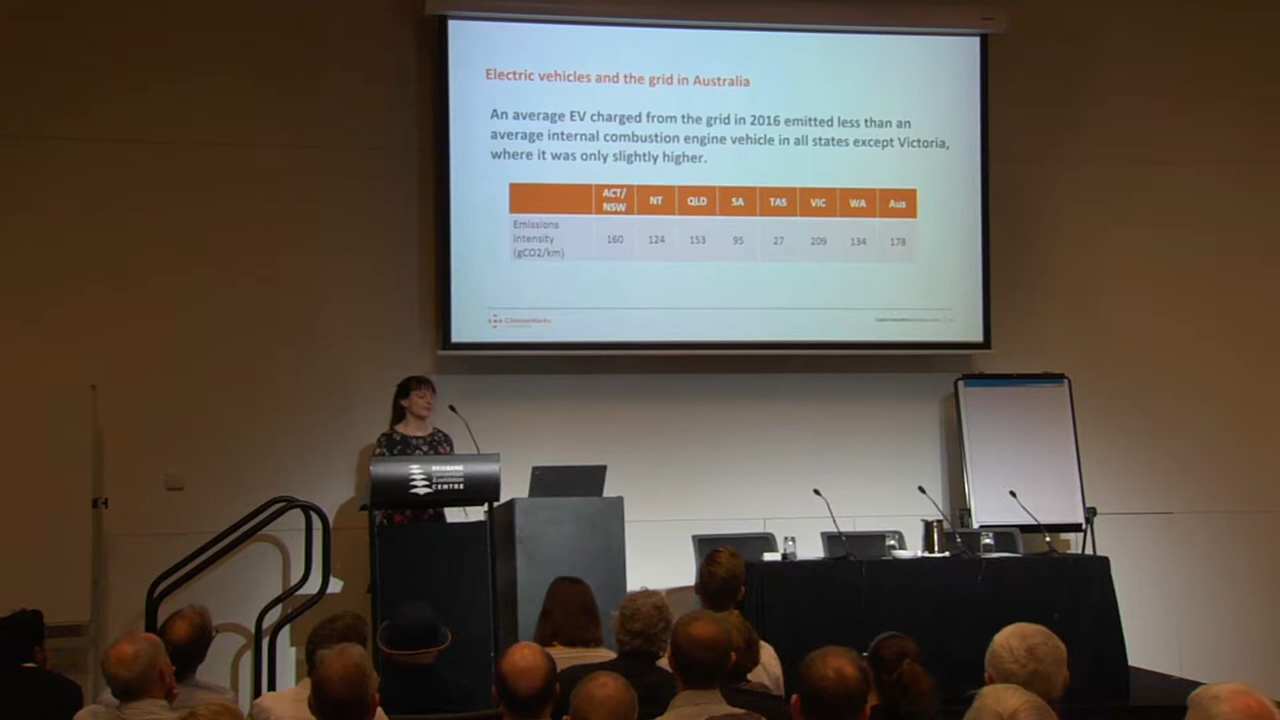 Electric vehicles and the grid in Australia
An average EV charged from the grid in 2016 emitted less than an
average internal combustion engine vehicle in all states except Victoria,
where it was only slightly higher.
ACT/
NSW
NT
QLD
SA
TAS
VIC
WA
Aus
Emissions
intensity
(gCO2/km)
160
124
153
95
27
209
134
178
ClimateWorks
BRISBANE
convention
& exhibition
CENTRE